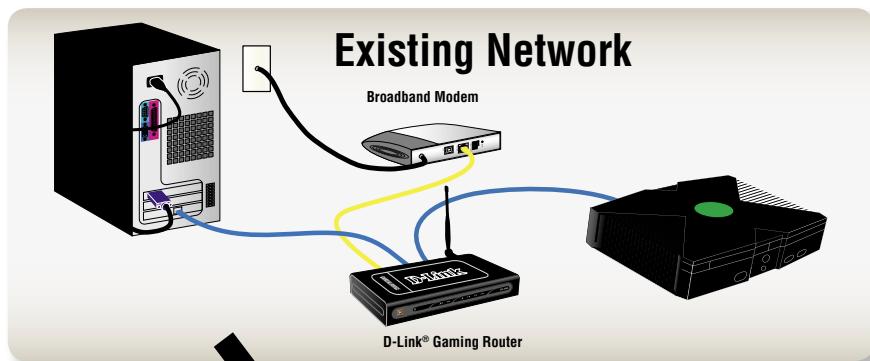 Existing Network
Broadband Modem
D-Link
D-Link® Gaming Router